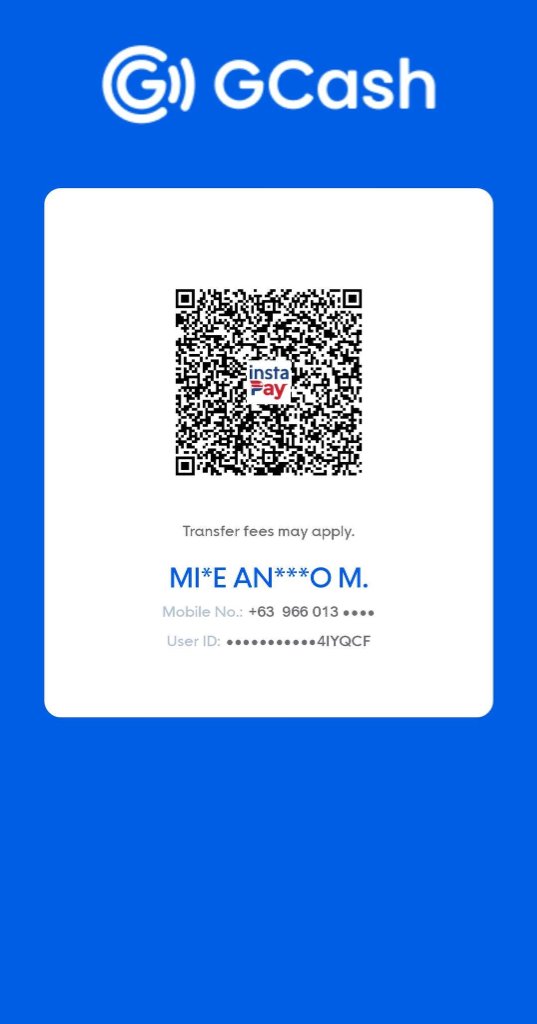 GCash
insta
Pay
Transfer fees may apply.
MI*E AN***O M.
Mobile No.: +63 966 013 ••••
User ID: •••••••••••4IYQCF